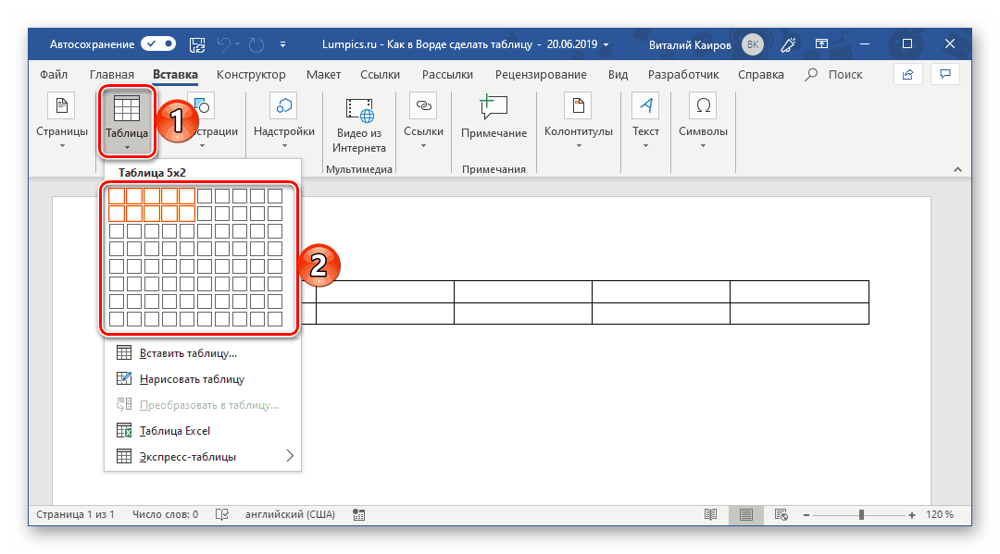 Автосохранение
Lumpics.ru - Как в Ворде сделать таблицу - 20.06.2019
Виталий Каиров ВК
Файл Главная Вставка Конструктор Макет Ссылки Рассылки Рецензирование Вид Разработчик Справка Поиск
Страницы
Таблица
1
страции
Надстройки
Видео из
Интернета
Мультимедиа
Ссылки
Примечание
Примечания
Колонтитулы
Текст
Символы
Таблица 5x2
2
Вставить таблицу...
Нарисовать таблицу
Преобразовать в таблицу...
Таблица Excel
Экспресс-таблицы
Страница 1 из 1 Число слов: 0 английский (США) 120 %